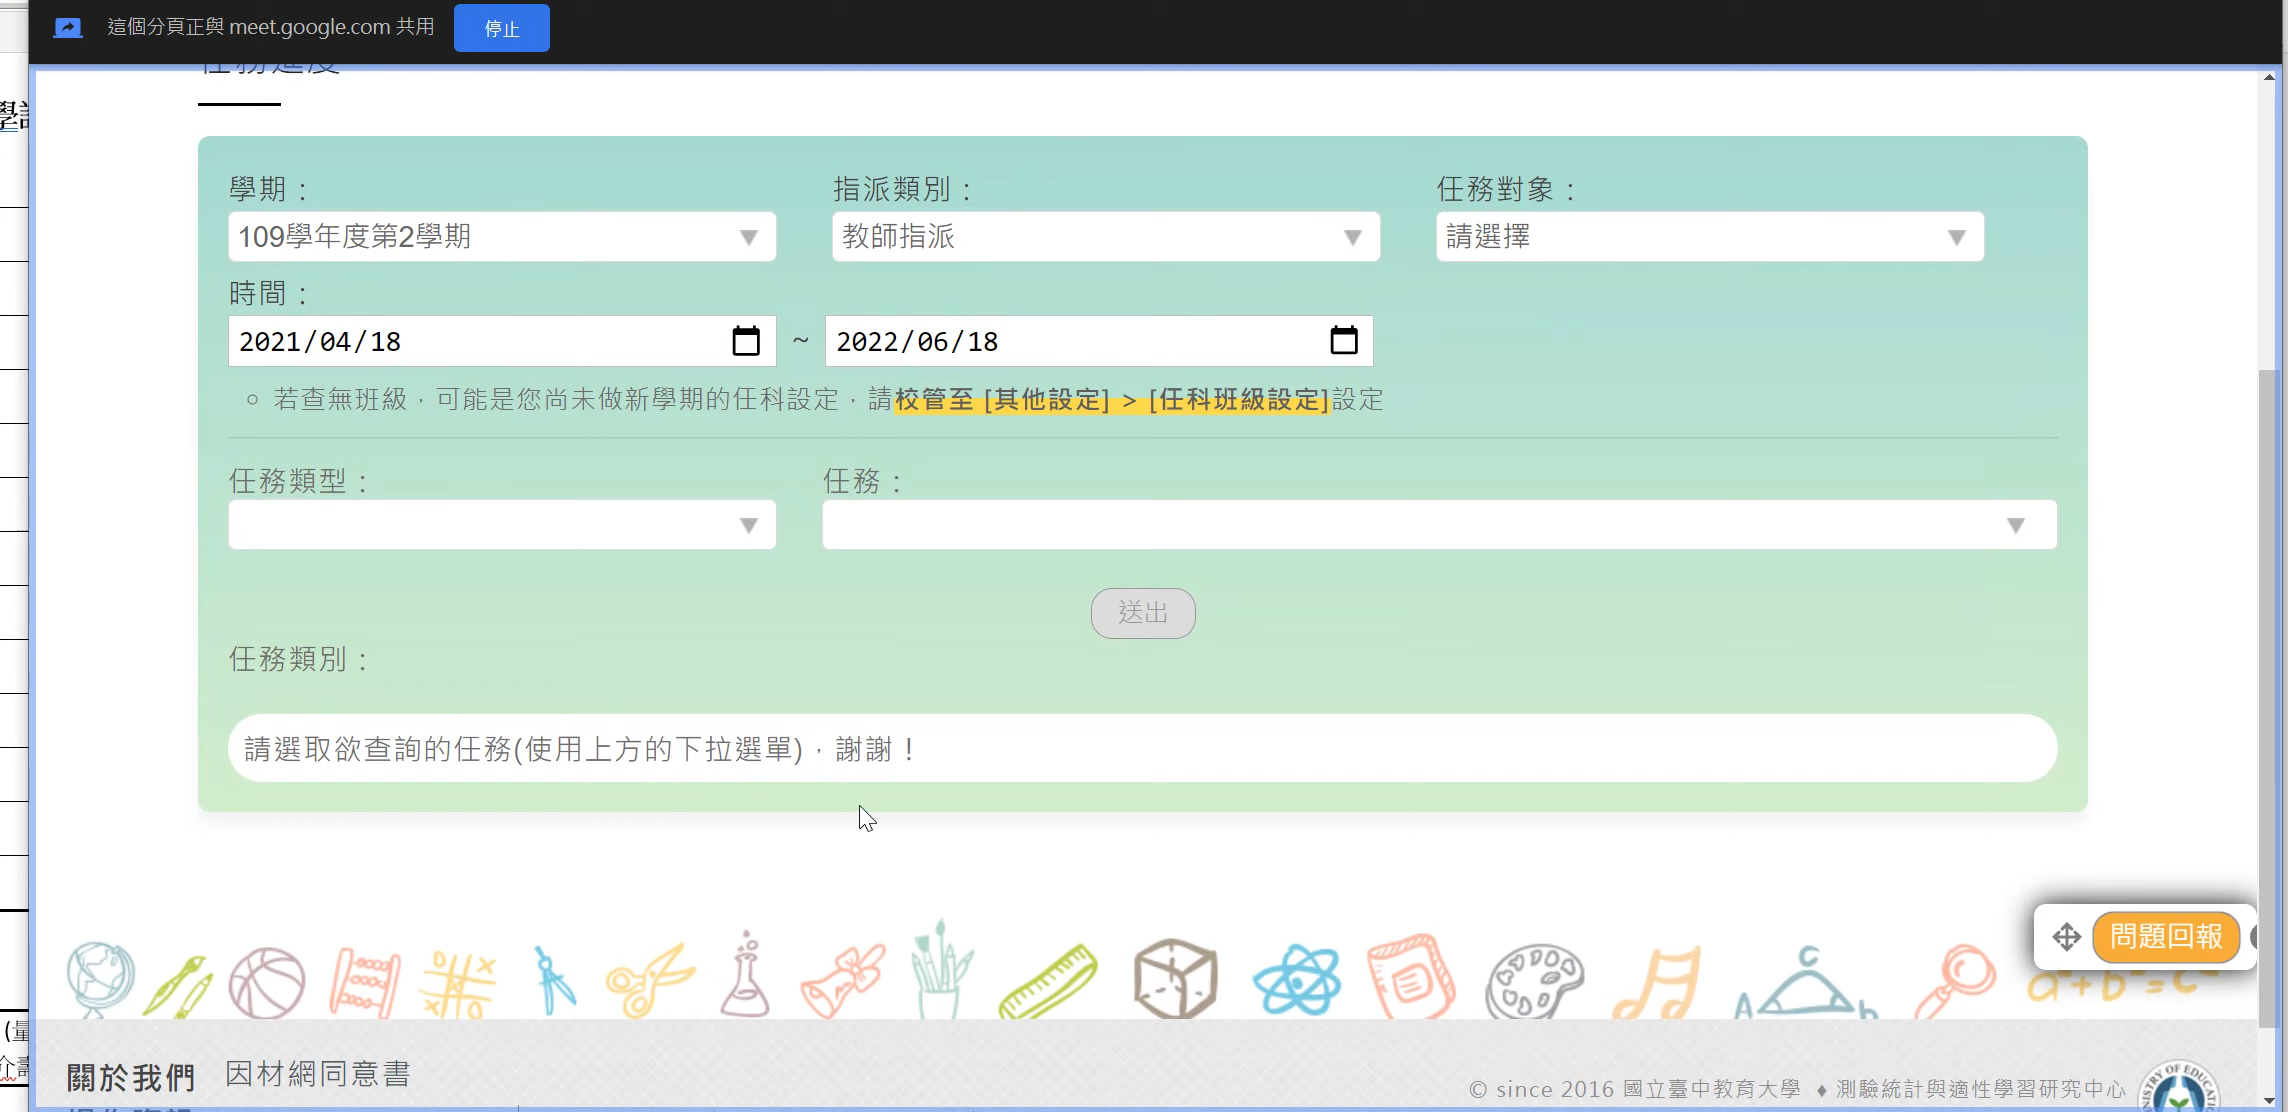 這個分頁正與 meet.google.com 共用
停止
任務進度
學期：
指派類別：
任務對象：
109學年度第2學期
教師指派
請選擇
時間：
2021/04/18 ~ 2022/06/18
若查無班級，可能是您尚未做新學期的任科設定，請校管至 [其他設定] > [任科班級設定]設定
任務類型：
任務：
送出
任務類別：
請選取欲查詢的任務(使用上方的下拉選單)，謝謝！
問題回報
a+b=c
關於我們
因材網同意書
© since 2016 國立臺中教育大學 ♦ 測驗統計與適性學習研究中心